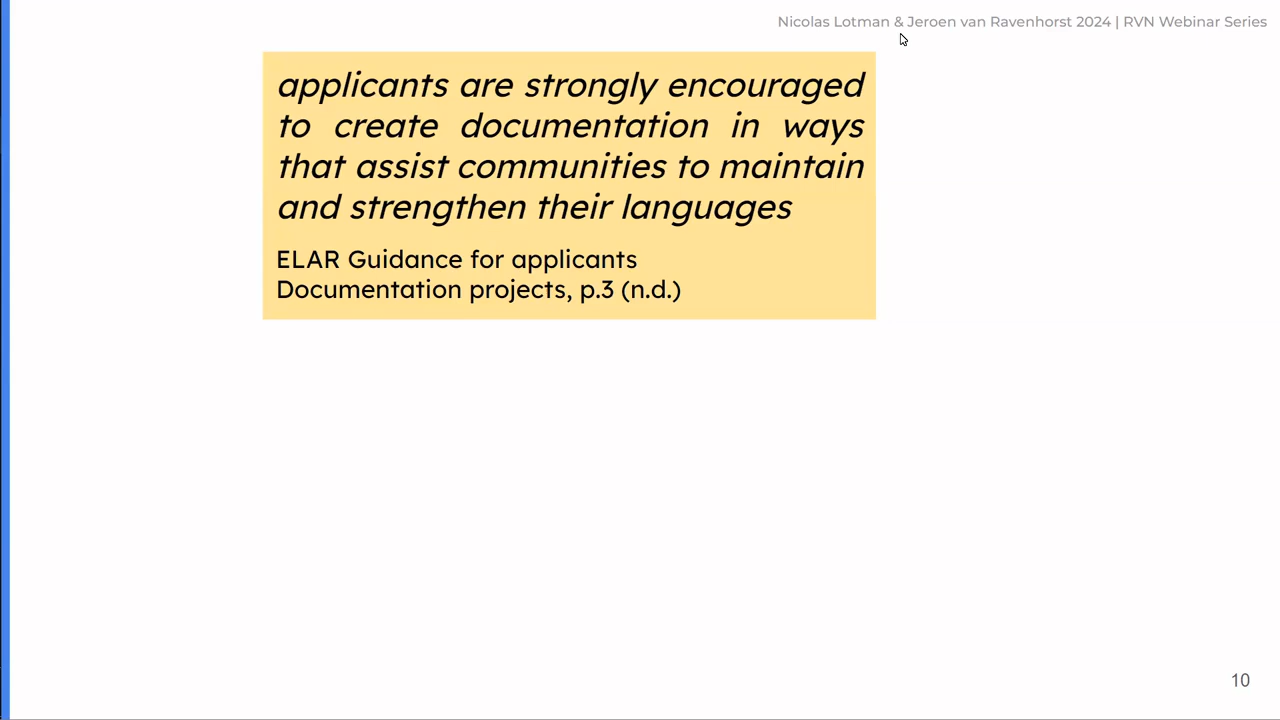 Nicolas Lotman & Jeroen van Ravenhorst 2024 | RVN Webinar Series
applicants are strongly encouraged
to create documentation in ways
that assist communities to maintain
and strengthen their languages
ELAR Guidance for applicants
Documentation projects, p.3 (n.d.)
10